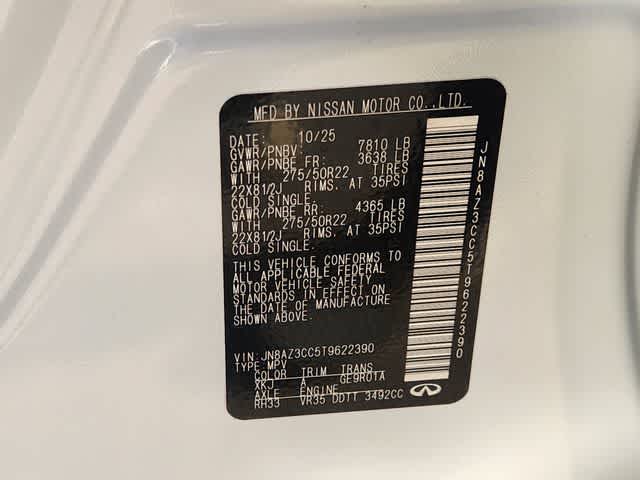 MFD BY NISSAN MOTOR CO.,LTD.
DATE: 10/25
GVWR/PNBV 7810 LB
GAWR/PNBE FR: 3638 LB
WITH 275/50R22 TIRES
22X81/2J RIMS. AT 35PSI
COLD SINGLE.
GAWR/PNBE RR: 4365 LB
WITH 275/50R22 TIRES
22X81/2J RIMS. AT 35PSI
COLD SINGLE.
THIS VEHICLE CONFORMS TO
ALL APPLICABLE FEDERAL
MOTOR VEHICLE SAFETY
STANDARDS IN EFFECT ON
THE DATE OF MANUFACTURE
SHOWN ABOVE.
VIN: JN8AZ3CC5T9622390
TYPE: MPV
COLOR TRIM TRANS
XKJ A GE9R01A
AXLE ENGINE
RH33 VR35 DDTT 3492CC
INFINITI
JN8AZ3CC5T9622390